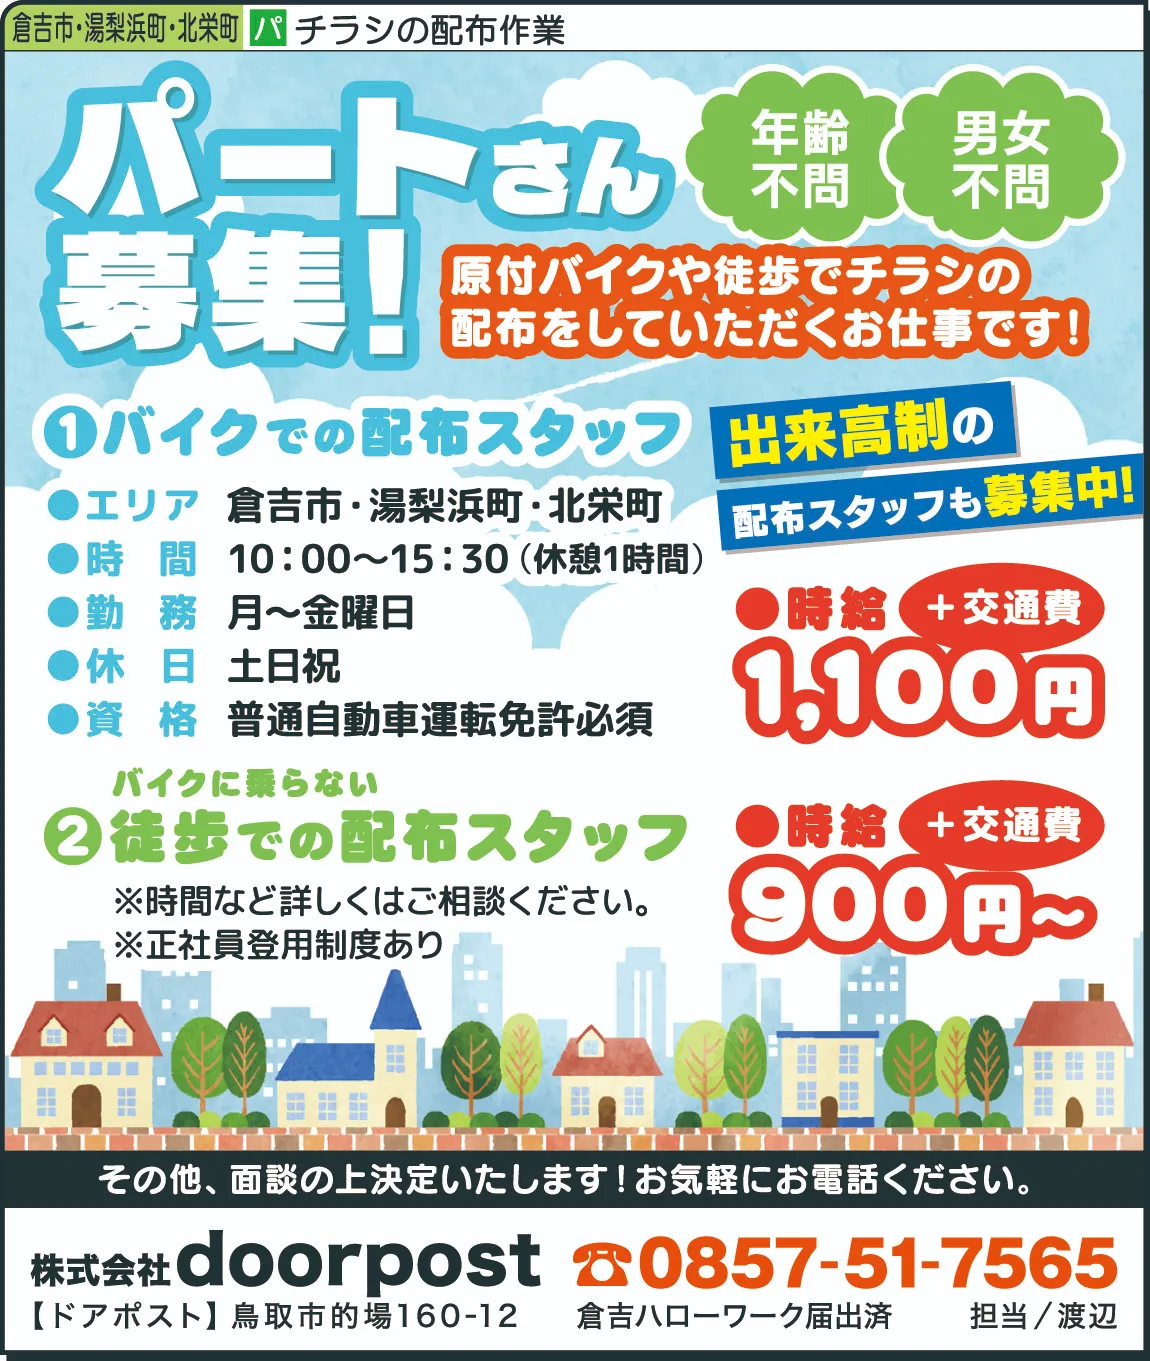 倉吉市・湯梨浜町・北栄町 パ チラシの配布作業
パートさん
募集!
年齢
不問
男女
不問
原付バイクや徒歩でチラシの
配布をしていただくお仕事です!
❶バイクでの配布スタッフ
出来高制の
配布スタッフも募集中!
●エリア 倉吉市・湯梨浜町・北栄町
●時間 10:00〜15:30(休憩1時間)
●勤務 月〜金曜日
●休日 土日祝
●資格 普通自動車運転免許必須
●時給 +交通費
1,100円
バイクに乗らない
❷徒歩での配布スタッフ
※時間など詳しくはご相談ください。
※正社員登用制度あり
●時給 +交通費
900円〜
その他、面談の上決定いたします!お気軽にお電話ください。
株式会社doorpost ☎0857-51-7565
【ドアポスト】鳥取市的場160-12 倉吉ハローワーク届出済 担当/渡辺